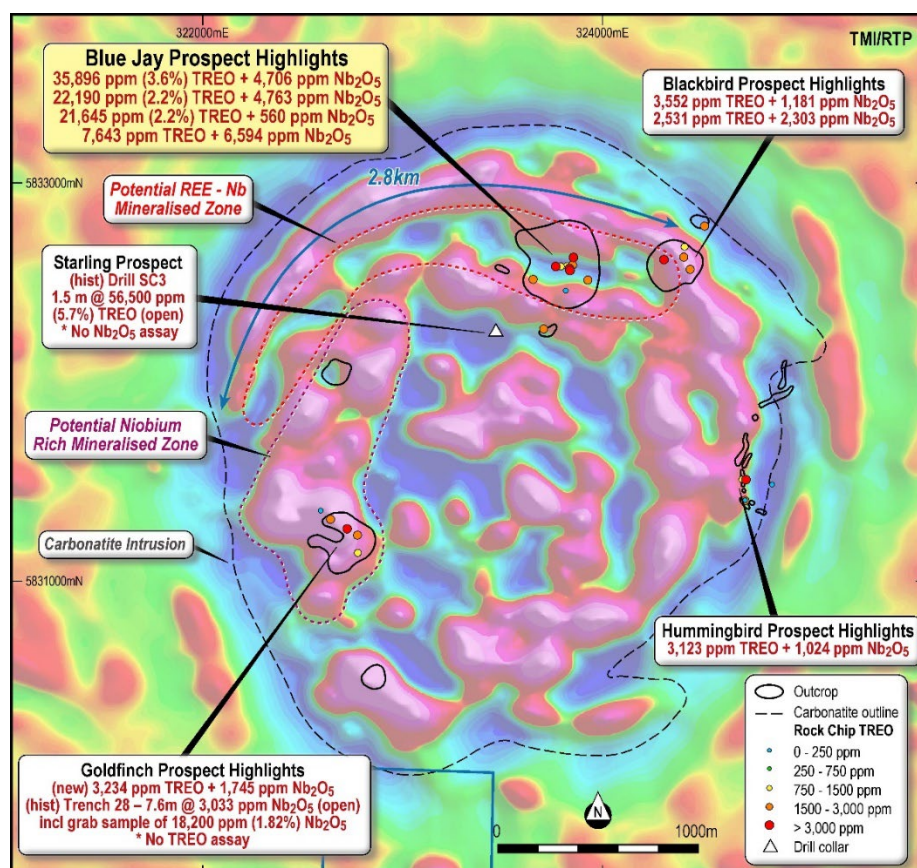 322000mE
324000mE
TMI/RTP
Blue Jay Prospect Highlights
35,896 ppm (3.6%) TREO + 4,706 ppm Nb₂O₅
22,190 ppm (2.2%) TREO + 4,763 ppm Nb₂O₅
21,645 ppm (2.2%) TREO + 560 ppm Nb₂O₅
7,643 ppm TREO + 6,594 ppm Nb₂O₅
Blackbird Prospect Highlights
3,552 ppm TREO + 1,181 ppm Nb₂O₅
2,531 ppm TREO + 2,303 ppm Nb₂O₅
5833000mN
2.8km
Potential REE - Nb
Mineralised Zone
Starling Prospect
(hist) Drill SC3
1.5 m @ 56,500 ppm
(5.7%) TREO (open)
* No Nb₂O₅ assay
Potential Niobium
Rich Mineralised Zone
Carbonatite Intrusion
5831000mN
Hummingbird Prospect Highlights
3,123 ppm TREO + 1,024 ppm Nb₂O₅
Goldfinch Prospect Highlights
(new) 3,234 ppm TREO + 1,745 ppm Nb₂O₅
(hist) Trench 28 – 7.6m @ 3,033 ppm Nb₂O₅ (open)
incl grab sample of 18,200 ppm (1.82%) Nb₂O₅
* No TREO assay
N
0
1000m
Outcrop
Carbonatite outline
Rock Chip TREO
0 - 250 ppm
250 - 750 ppm
750 - 1500 ppm
1500 - 3,000 ppm
> 3,000 ppm
Drill collar